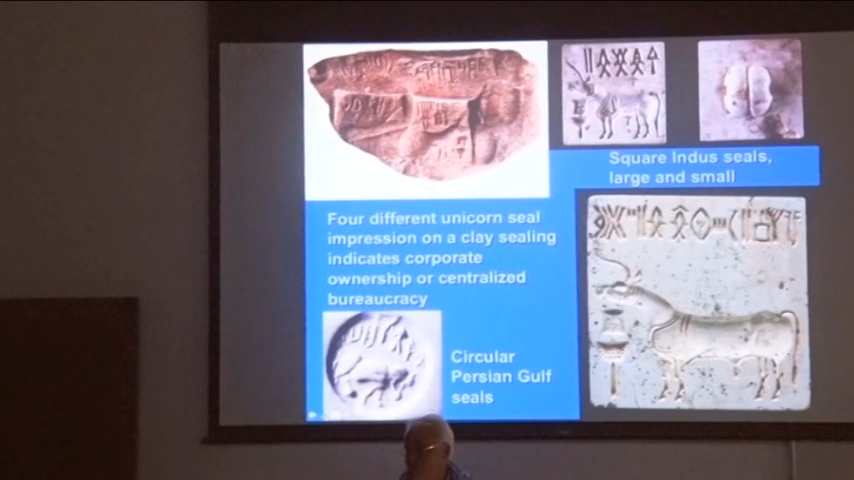 Square Indus seals,
large and small
Four different unicorn seal
impression on a clay sealing
indicates corporate
ownership or centralized
bureaucracy
Circular
Persian Gulf
seals